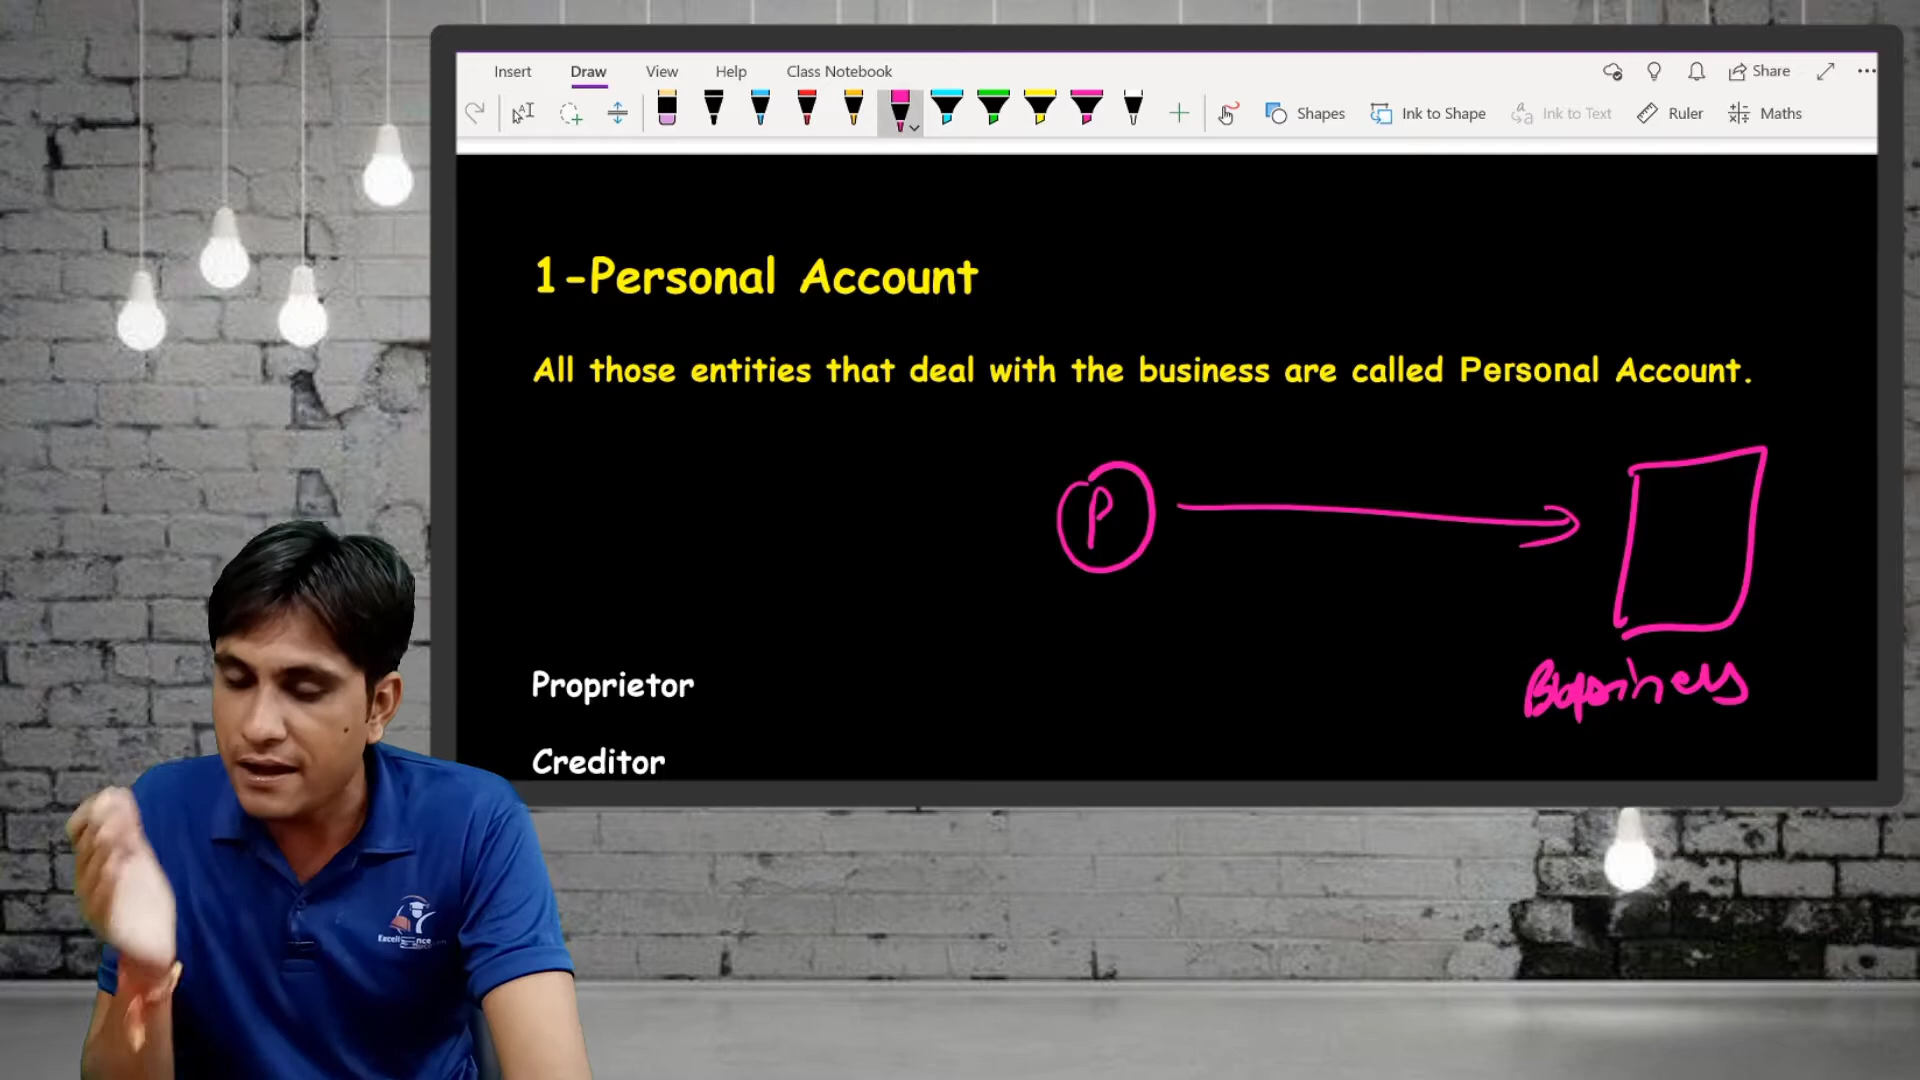 Insert Draw View Help Class Notebook Share
Shapes Ink to Shape Ink to Text Ruler Maths
1-Personal Account
All those entities that deal with the business are called Personal Account.
P
Proprietor
Business
Creditor